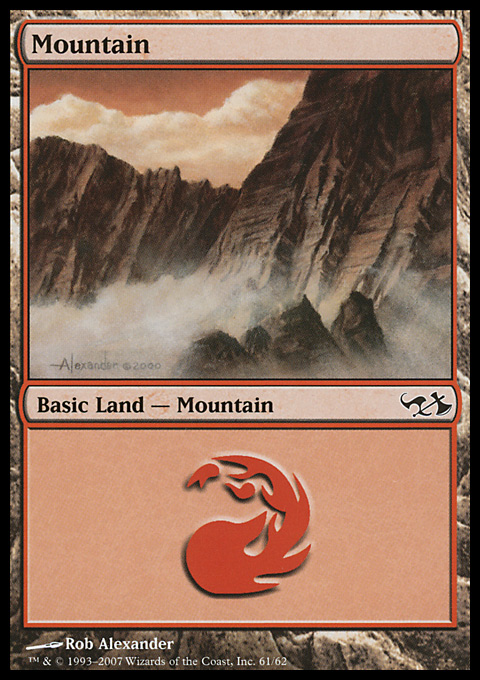 Mountain
—Alexander ©2000
Basic Land — Mountain
Rob Alexander
™ & © 1993–2007 Wizards of the Coast, Inc. 61/62